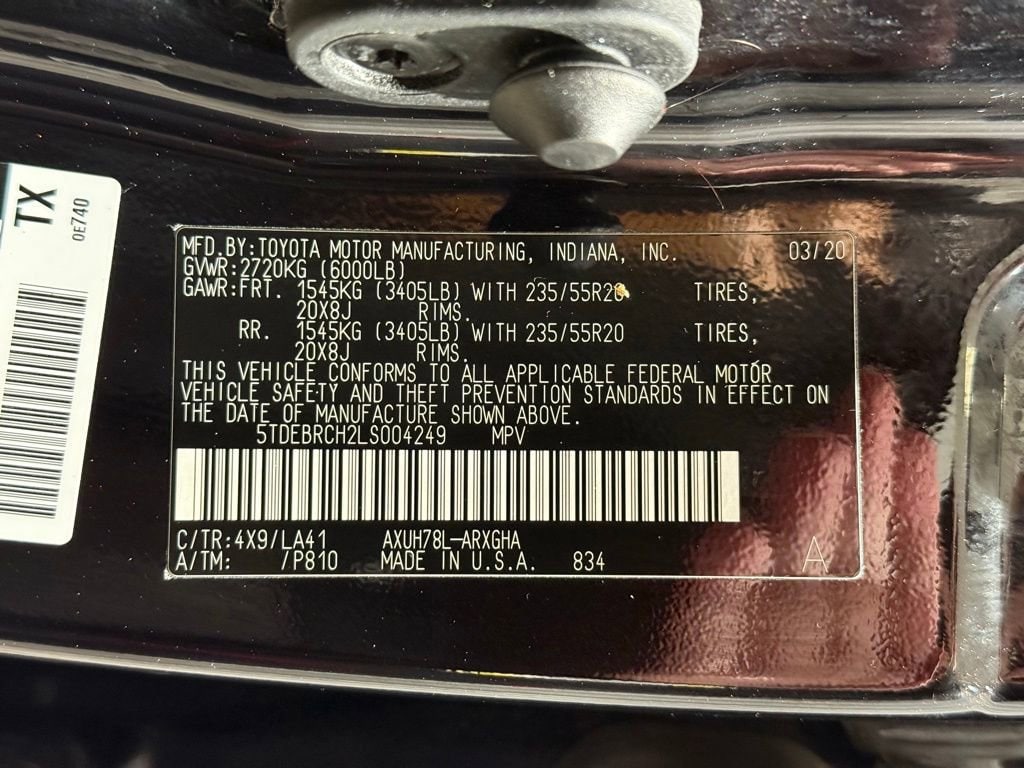 TX
0E740
MFD.BY:TOYOTA MOTOR MANUFACTURING, INDIANA, INC. 03/20
GVWR:2720KG (6000LB)
GAWR:FRT. 1545KG (3405LB) WITH 235/55R20 TIRES,
20X8J RIMS.
RR. 1545KG (3405LB) WITH 235/55R20 TIRES,
20X8J RIMS.
THIS VEHICLE CONFORMS TO ALL APPLICABLE FEDERAL MOTOR
VEHICLE SAFETY AND THEFT PREVENTION STANDARDS IN EFFECT ON
THE DATE OF MANUFACTURE SHOWN ABOVE.
5TDEBRCH2LS004249 MPV
C/TR:4X9/LA41 AXUH78L-ARXGHA
A/TM: /P810 MADE IN U.S.A. 834 A